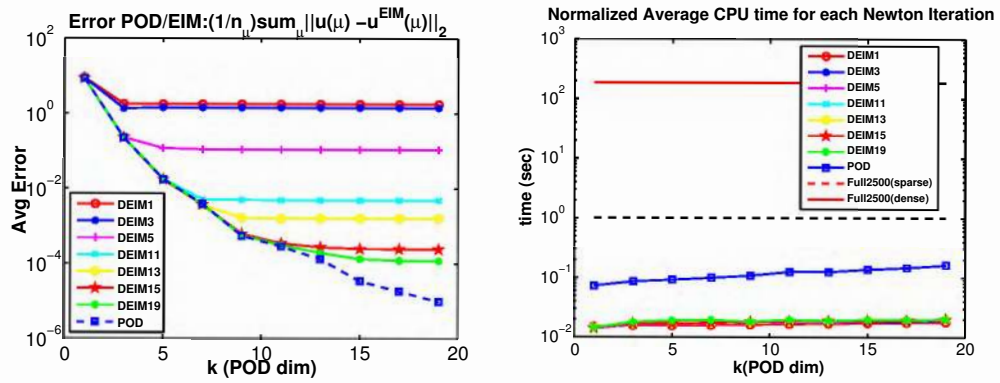 Error POD/EIM:(1/n_μ)sum_μ||u(μ) −u^EIM(μ)||_2
10^2
10^0
10^−2
10^−4
10^−6
Avg Error
DEIM1
DEIM3
DEIM5
DEIM11
DEIM13
DEIM15
DEIM19
POD
0
5
10
15
20
k (POD dim)
Normalized Average CPU time for each Newton Iteration
10^3
10^2
10^1
10^0
10^−1
10^−2
time (sec)
DEIM1
DEIM3
DEIM5
DEIM11
DEIM13
DEIM15
DEIM19
POD
Full2500(sparse)
Full2500(dense)
0
5
10
15
20
k(POD dim)